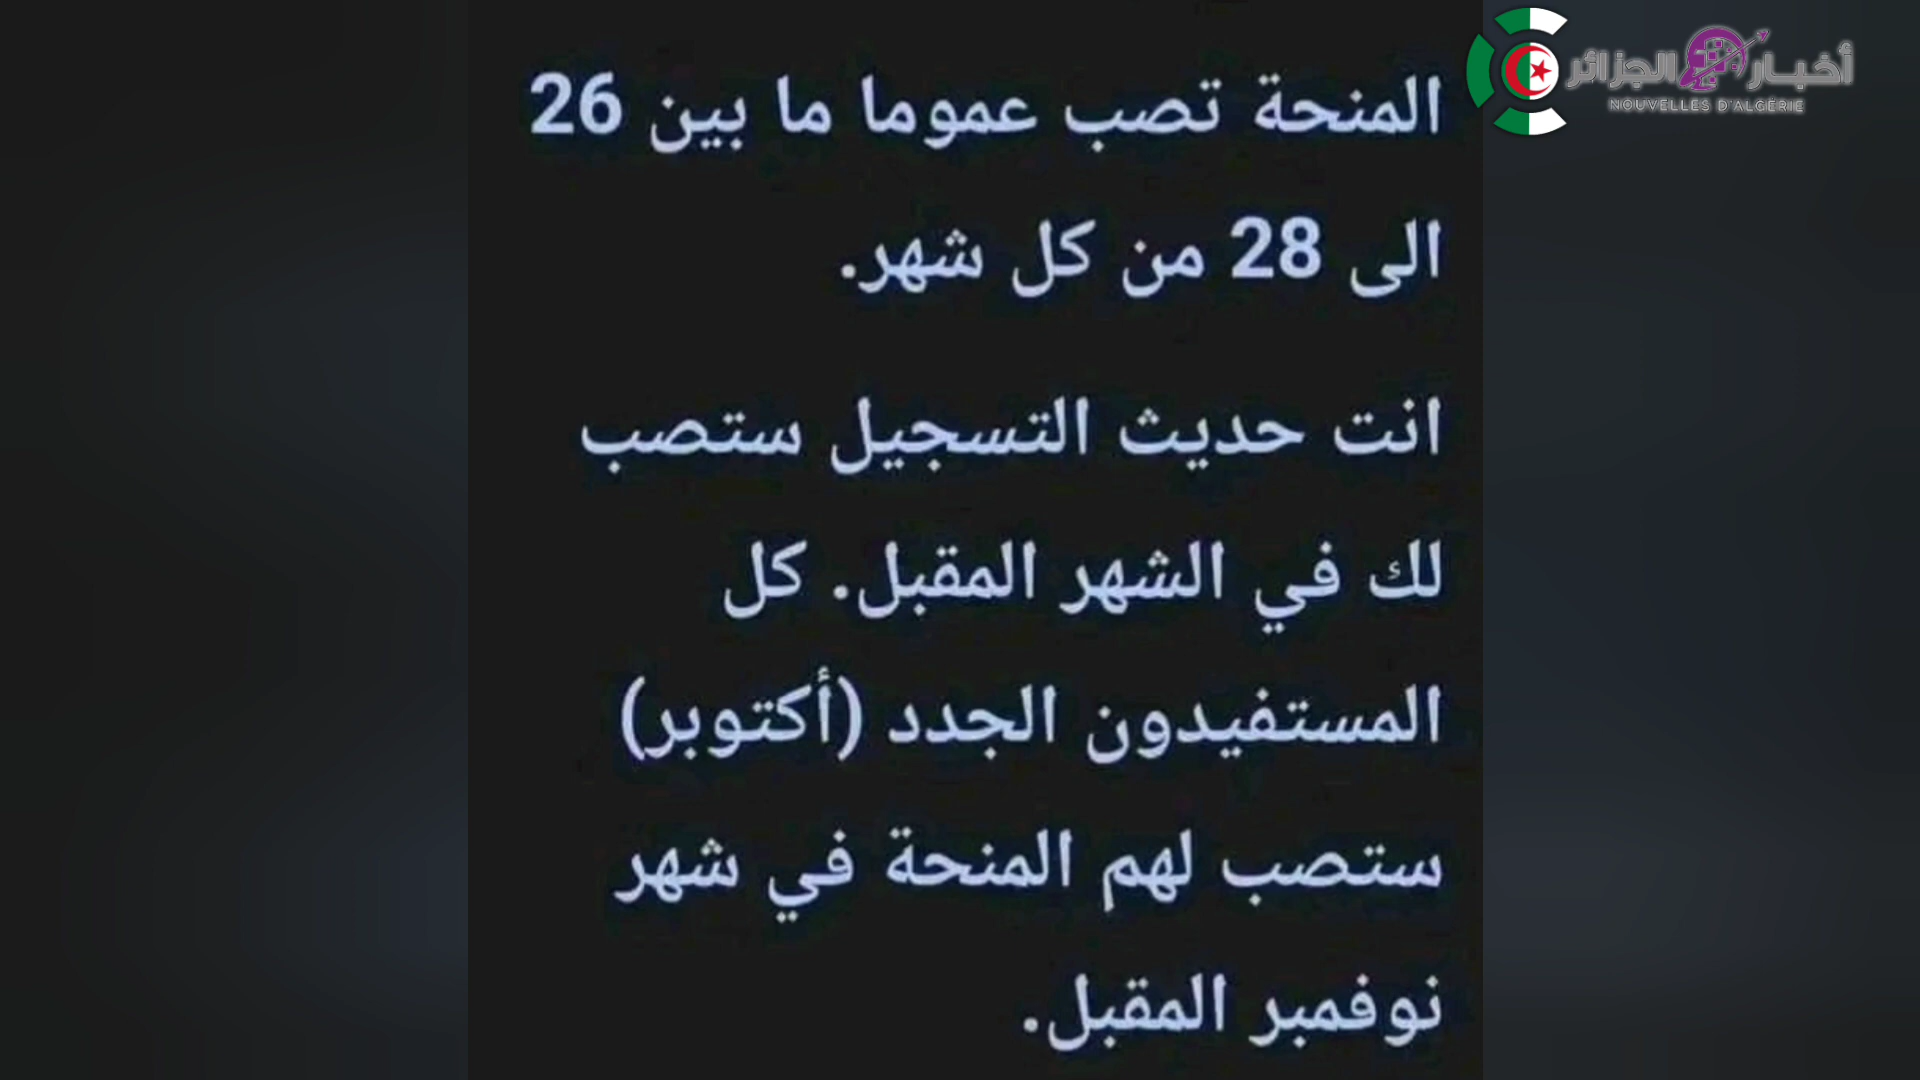 أخبار الجزائر
NOUVELLES D'ALGÉRIE
المنحة تصب عموما ما بين 26
الى 28 من كل شهر.
انت حديث التسجيل ستصب
لك في الشهر المقبل. كل
المستفيدون الجدد (أكتوبر)
ستصب لهم المنحة في شهر
نوفمبر المقبل.